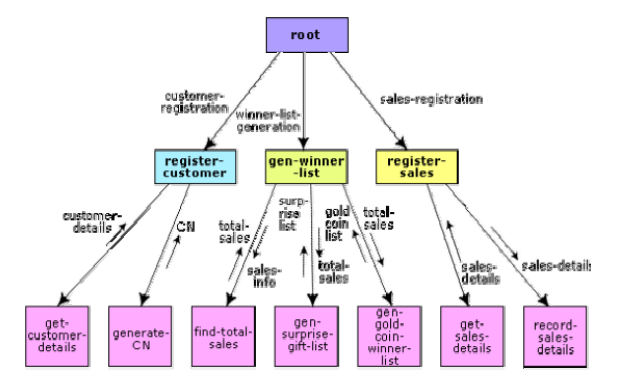 root
customer-
registration
winner-list-
generation
sales-registration
register-
customer
gen-winner
-list
register-
sales
customer-
details
CN
total-
sales
surp-
rise
list
gold
coin
list
total-
sales
sales-
info
total-
sales
sales-
details
sales-details
get-
customer-
details
generate-
CN
find-total-
sales
gen-
surprise-
gift-list
gen-
gold-
coin-
winner-
list
get-
sales-
details
record-
sales-
details